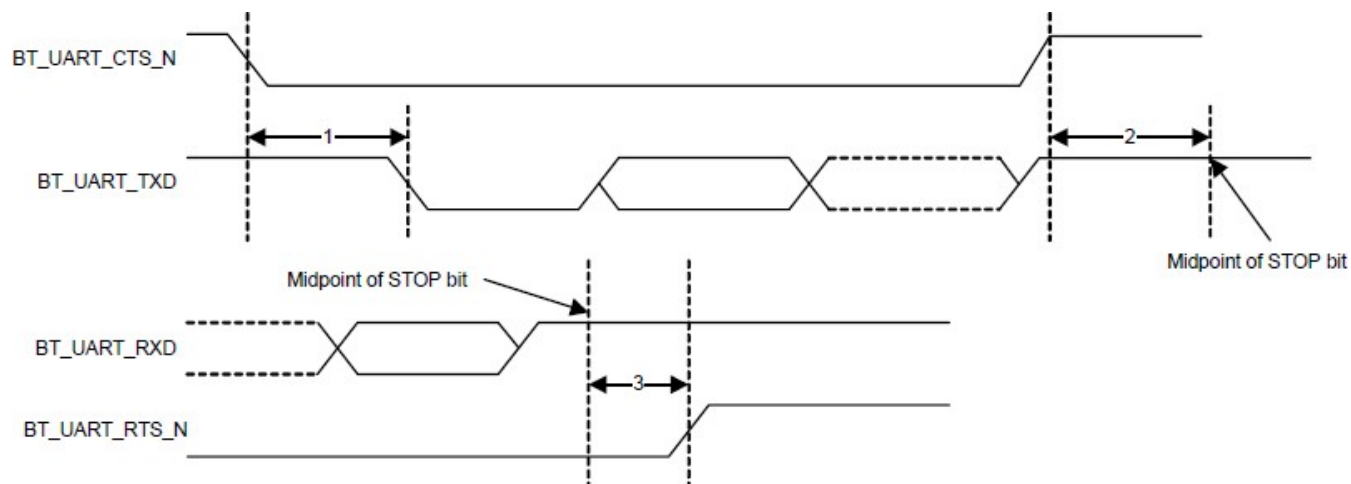 BT_UART_CTS_N
1
2
BT_UART_TXD
Midpoint of STOP bit
Midpoint of STOP bit
BT_UART_RXD
3
BT_UART_RTS_N